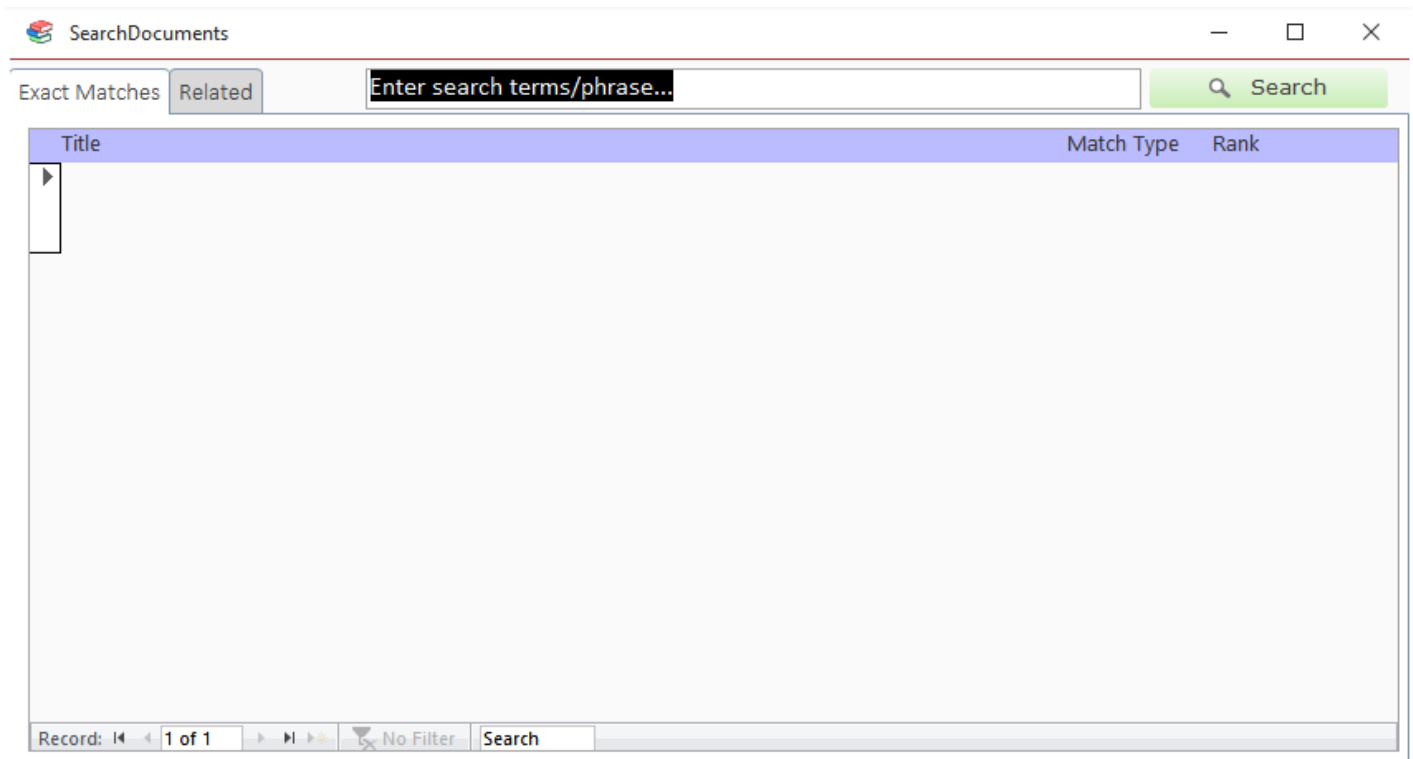 SearchDocuments
Exact Matches Related Enter search terms/phrase... Search
Title Match Type Rank
Record: 1 of 1 No Filter Search